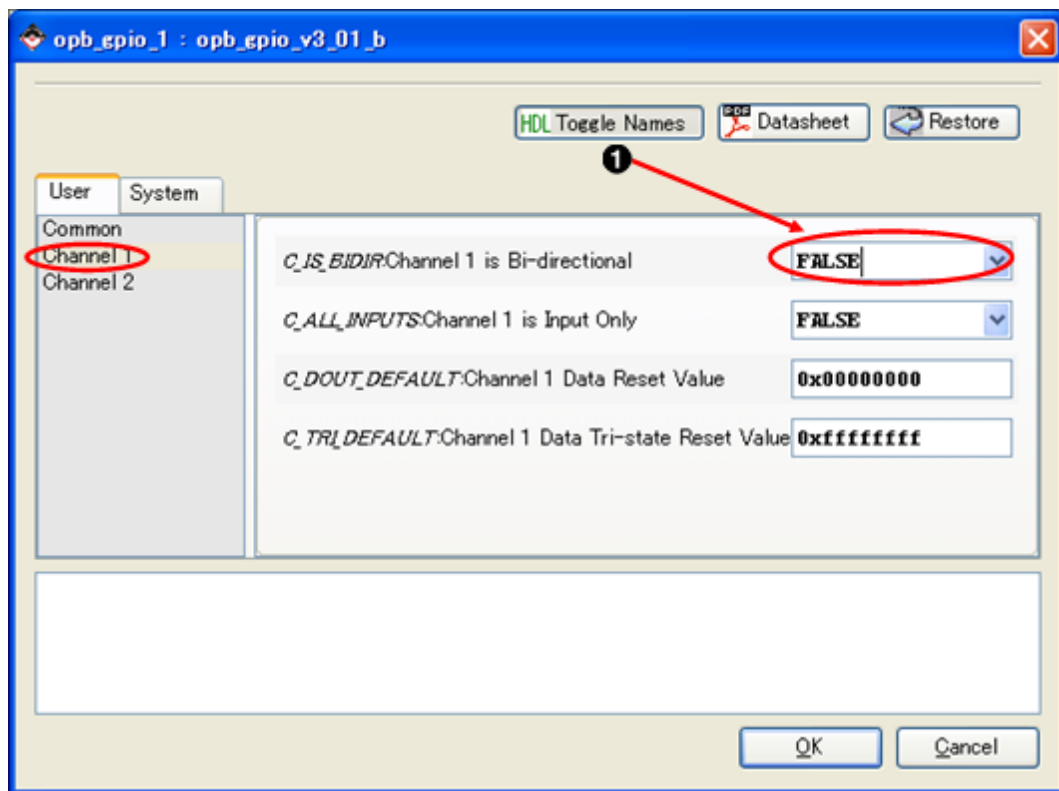 opb_gpio_1 : opb_gpio_v3_01_b
HDL Toggle Names
PDF Datasheet
Restore
❶
User
System
Common
Channel 1
Channel 2
C_IS_BIDIR:Channel 1 is Bi-directional
FALSE
C_ALL_INPUTS:Channel 1 is Input Only
FALSE
C_DOUT_DEFAULT:Channel 1 Data Reset Value
0x00000000
C_TRI_DEFAULT:Channel 1 Data Tri-state Reset Value
0xffffffff
OK
Cancel